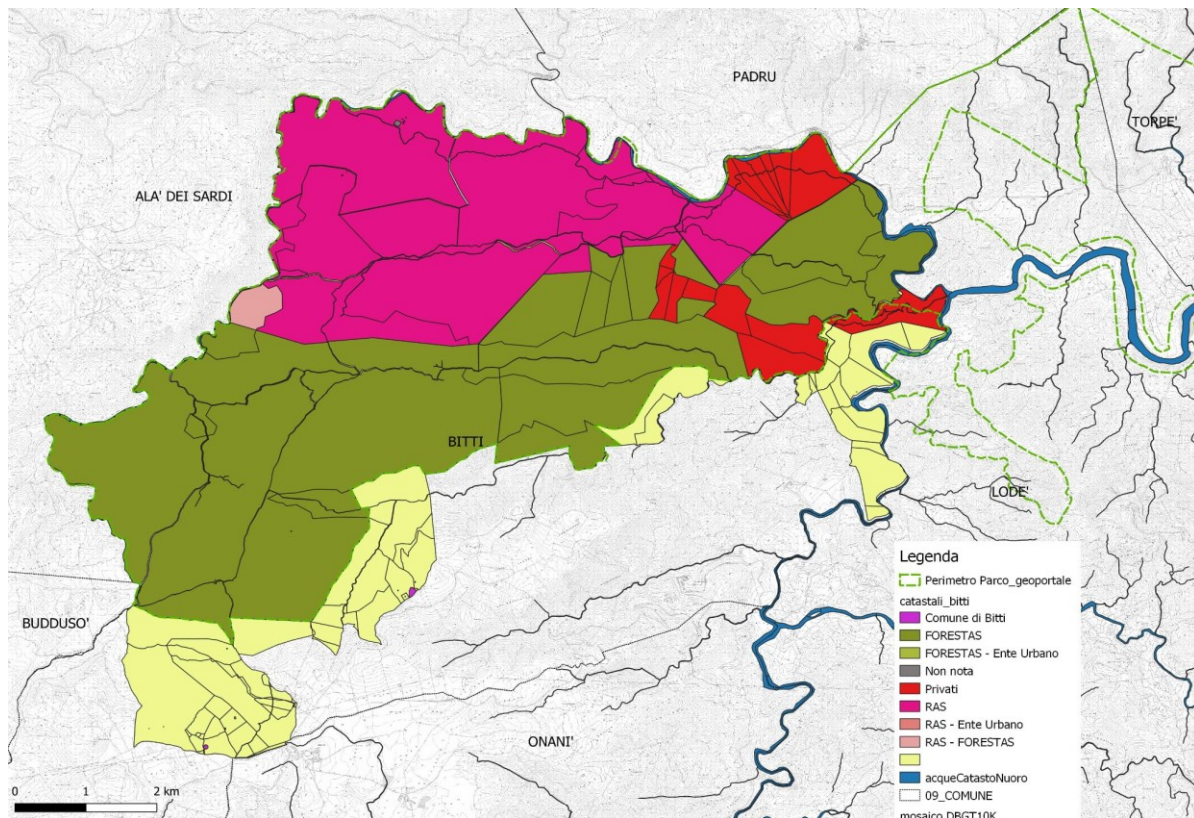 PADRU
TORPE'
ALA' DEI SARDI
BITTI
LODE'
BUDDUSO'
ONANI'
0 1 2 km
Legenda
Perimetro Parco_geoportale
catastali_bitti
Comune di Bitti
FORESTAS
FORESTAS - Ente Urbano
Non nota
Privati
RAS
RAS - Ente Urbano
RAS - FORESTAS
acqueCatastoNuoro
09_COMUNE
mosaico DBGT10K